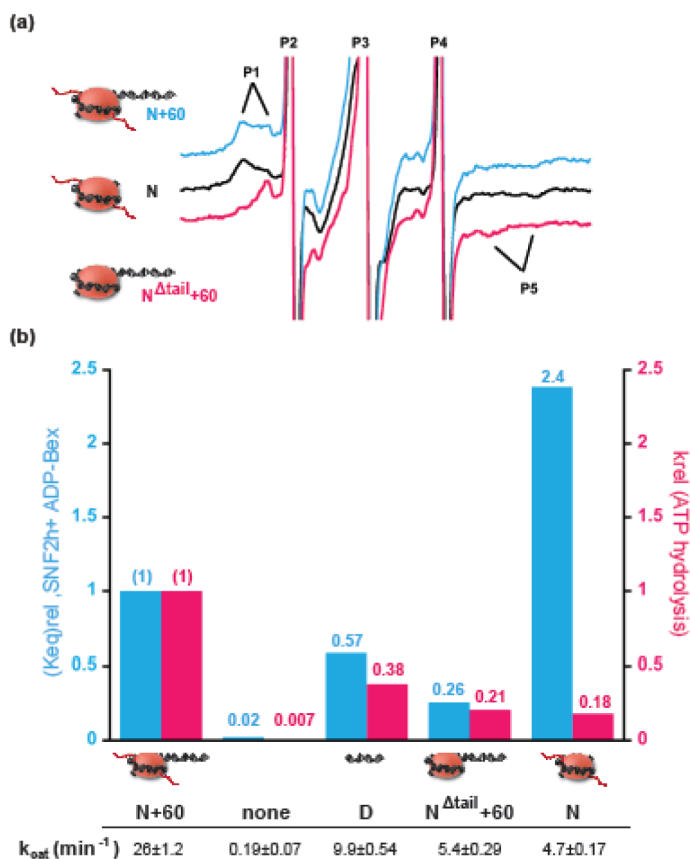 (a)
P2 P3 P4
P1
N+60
N
P5
NΔtail+60
(b)
2.5 2.5
2.4
2 2
1.5 1.5
(Keq)rel ,SNF2h+ ADP-Bex
krel (ATP hydrolysis)
1 (1) (1) 1
0.57
0.5 0.38 0.5
0.26 0.21 0.18
0.02 0.007
0 0
N+60 none D NΔtail+60 N
koat (min-1) 26±1.2 0.19±0.07 9.9±0.54 5.4±0.29 4.7±0.17